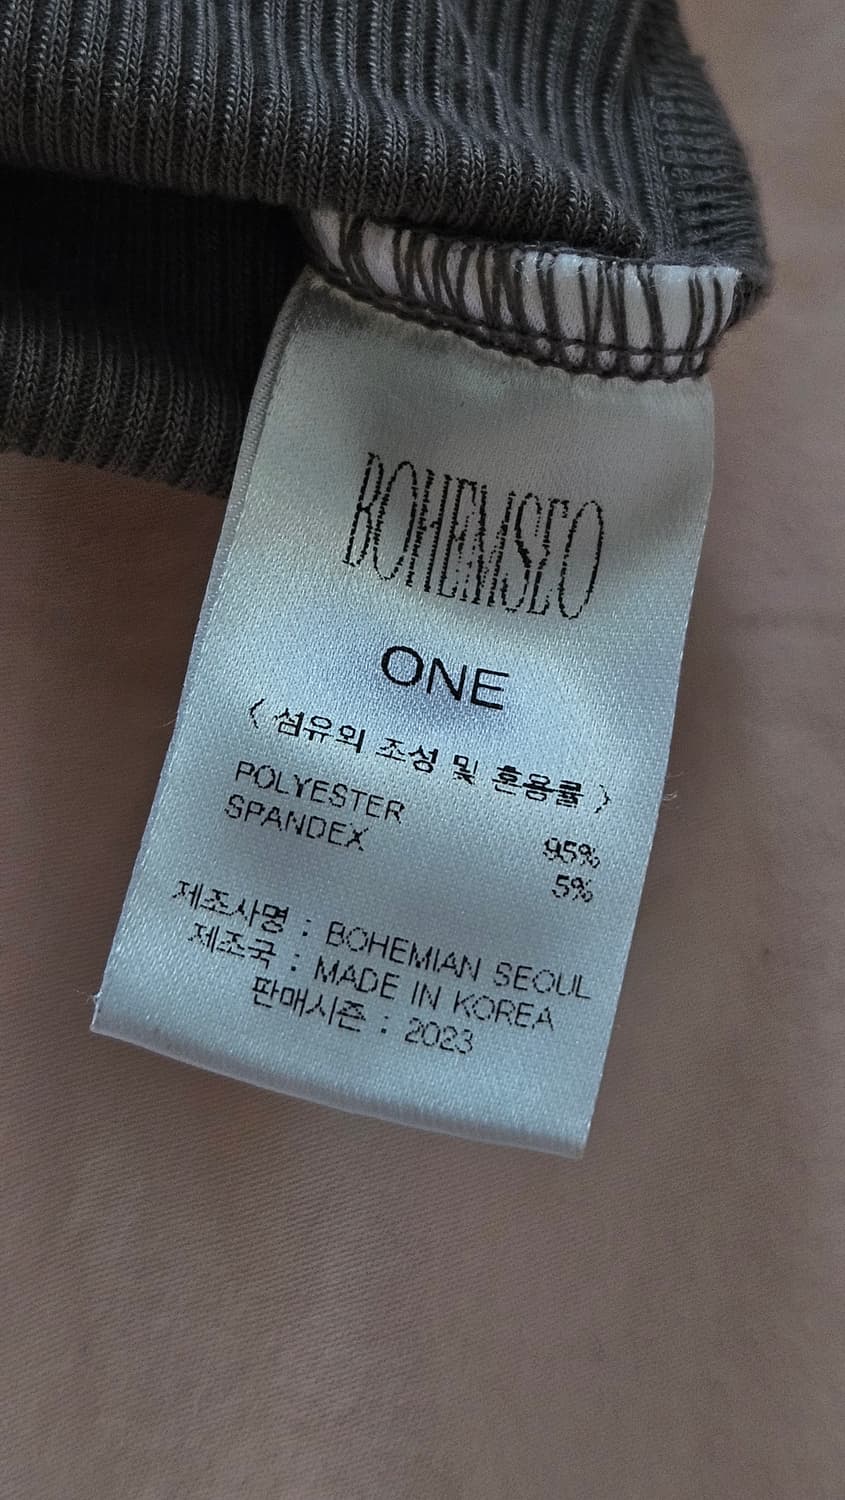 BOHEMSEO
ONE
< 섬유의 조성 및 혼용률 >
POLYESTER 95%
SPANDEX 5%
제조사명 : BOHEMIAN SEOUL
제조국 : MADE IN KOREA
판매시즌 : 2023